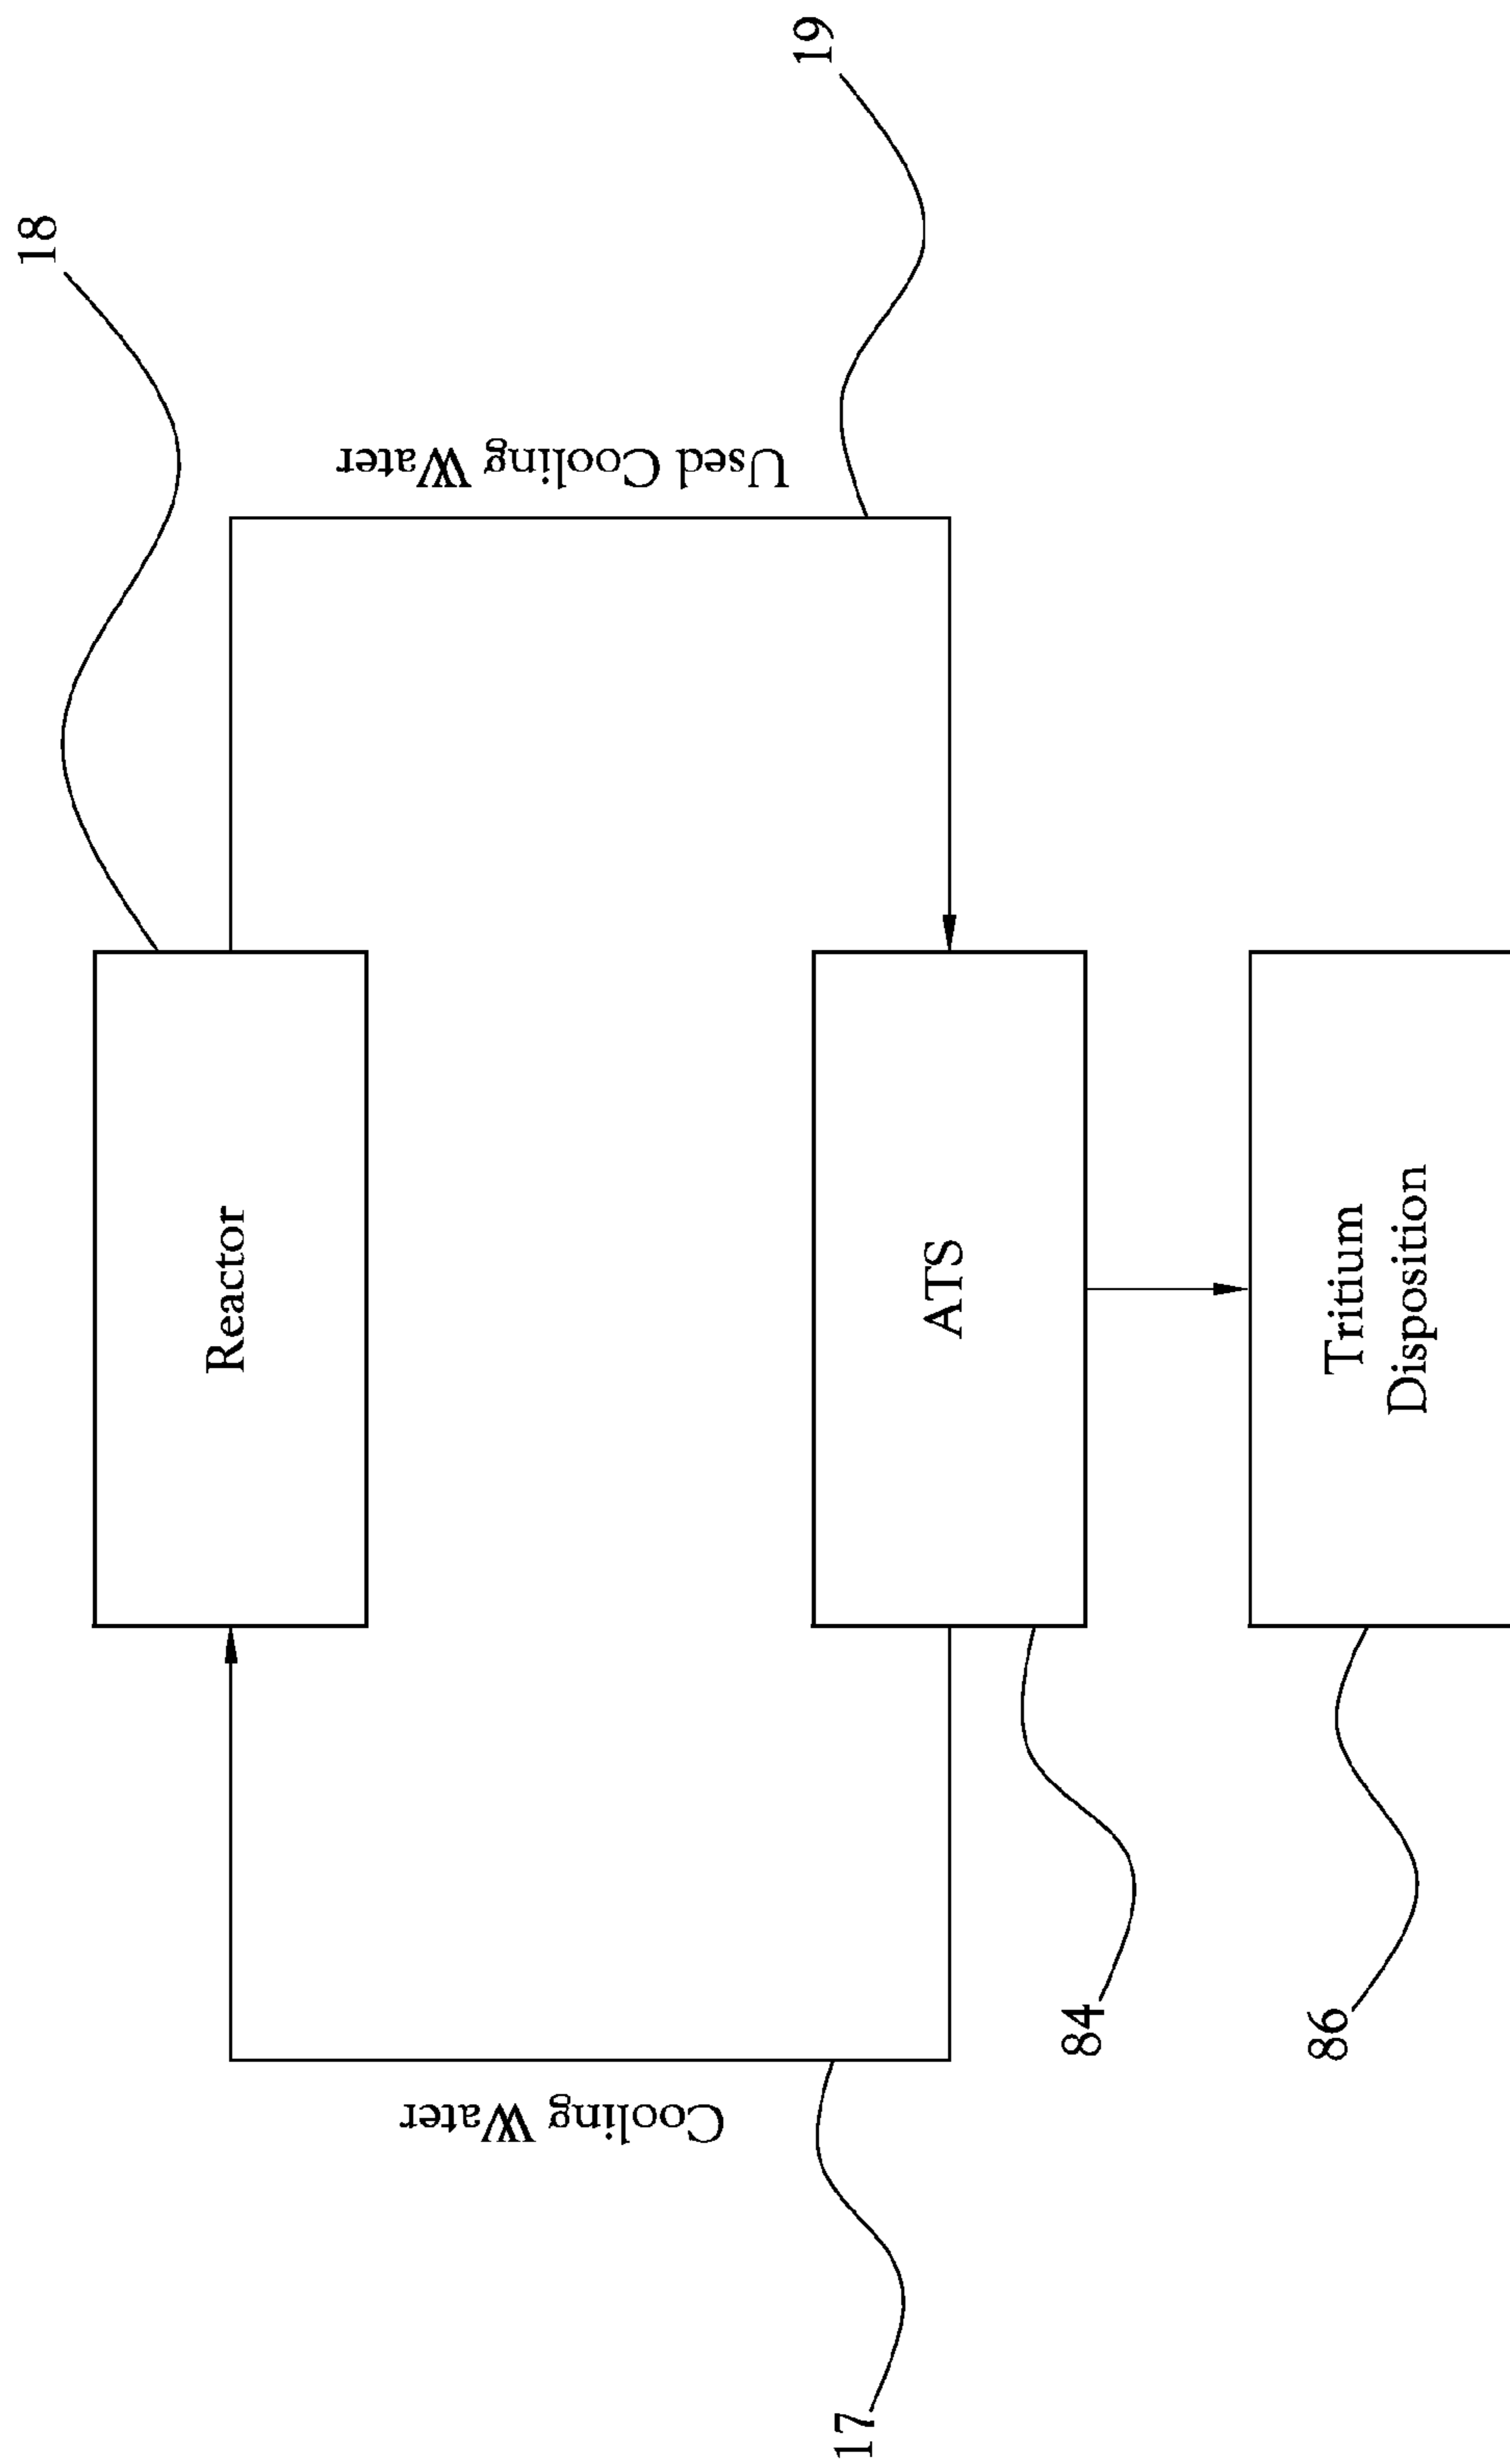 18
19
Reactor
Used Cooling Water
ATS
Tritium
Disposition
Cooling Water
17
84
86